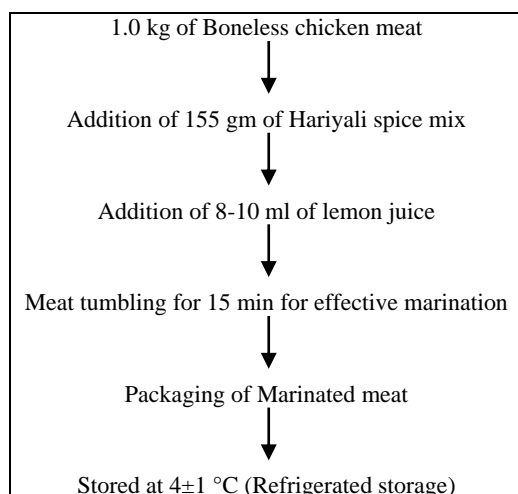 1.0 kg of Boneless chicken meat
Addition of 155 gm of Hariyali spice mix
Addition of 8-10 ml of lemon juice
Meat tumbling for 15 min for effective marination
Packaging of Marinated meat
Stored at 4±1 °C (Refrigerated storage)